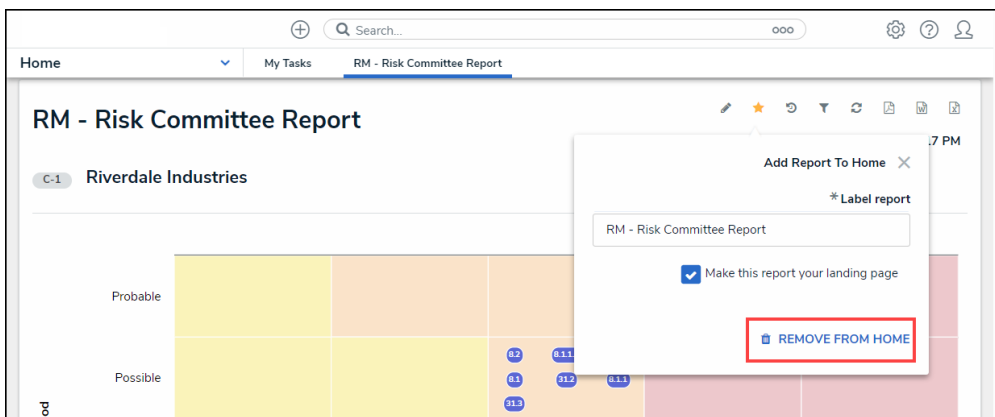 Search... ooo
Home My Tasks RM - Risk Committee Report
RM - Risk Committee Report
.7 PM
Add Report To Home
C-1 Riverdale Industries
* Label report
RM - Risk Committee Report
Make this report your landing page
Probable
REMOVE FROM HOME
Possible
8.2 8.1.1
8.1 31.2 8.1.1
31.3
od